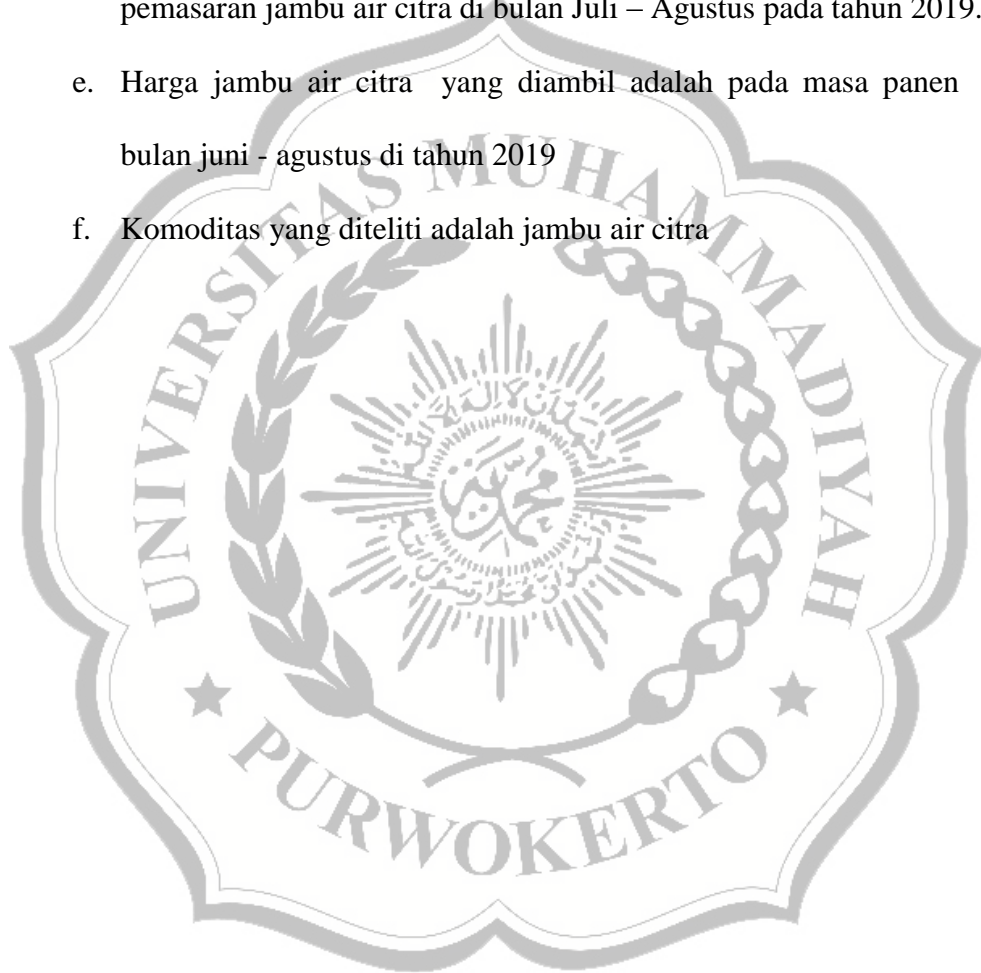 pemasaran jambu air citra di bulan Juli – Agustus pada tahun 2019.
e. Harga jambu air citra yang diambil adalah pada masa panen
bulan juni - agustus di tahun 2019
f. Komoditas yang diteliti adalah jambu air citra
UNIVERSITAS MUHAMMADIYAH
PURWOKERTO